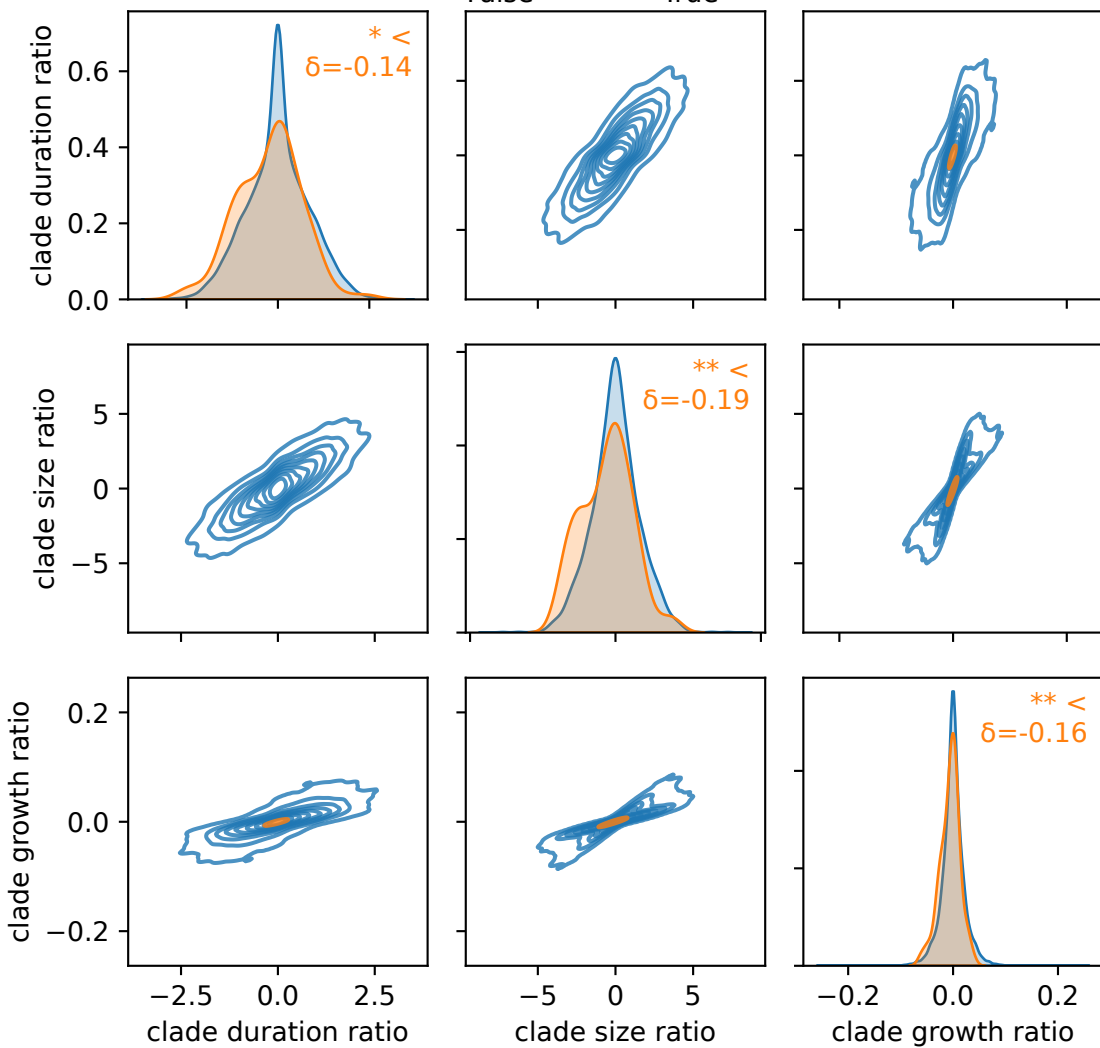 clade duration ratio
0.6
0.4
0.2
0.0
* <
δ=-0.14
clade size ratio
5
0
−5
** <
δ=-0.19
clade growth ratio
0.2
0.0
−0.2
** <
δ=-0.16
−2.5 0.0 2.5
clade duration ratio
−5 0 5
clade size ratio
−0.2 0.0 0.2
clade growth ratio